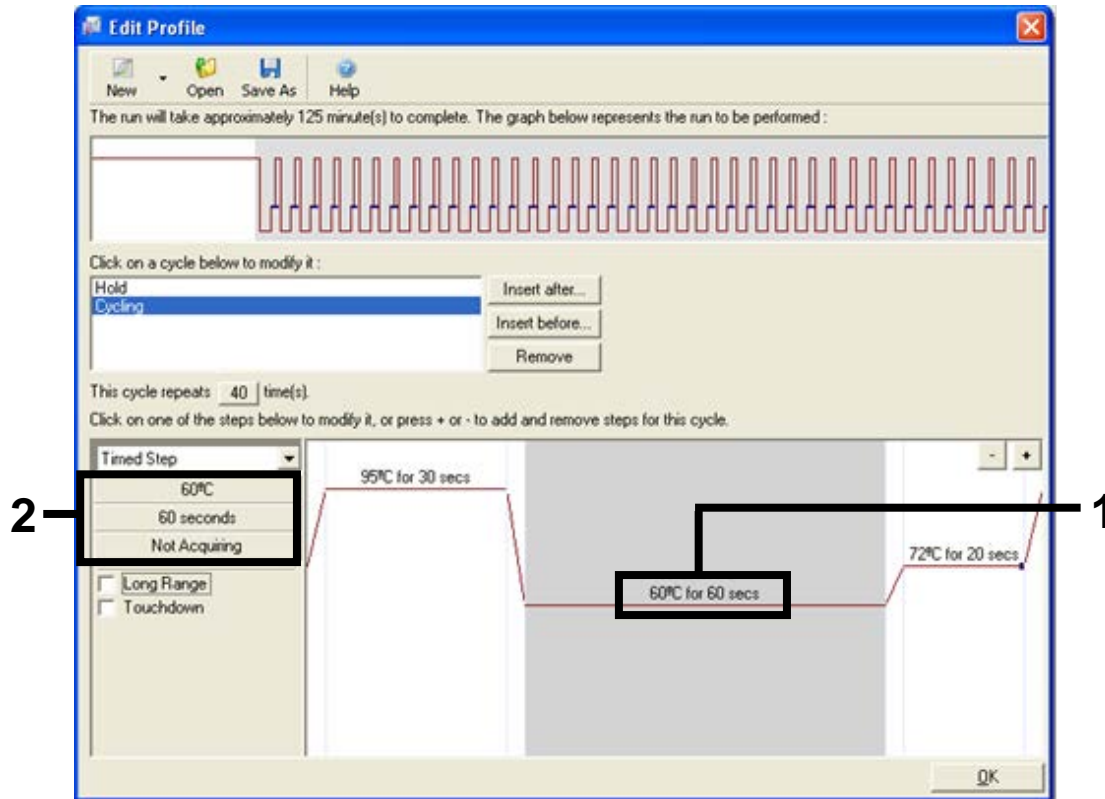 Edit Profile
New Open Save As Help
The run will take approximately 125 minute(s) to complete. The graph below represents the run to be performed :
Click on a cycle below to modify it :
Hold
Cycling
Insert after...
Insert before...
Remove
This cycle repeats 40 time(s).
Click on one of the steps below to modify it, or press + or - to add and remove steps for this cycle.
Timed Step
- +
60ºC
60 seconds
Not Acquiring
Long Range
Touchdown
95ºC for 30 secs
60ºC for 60 secs
72ºC for 20 secs
2
1
OK